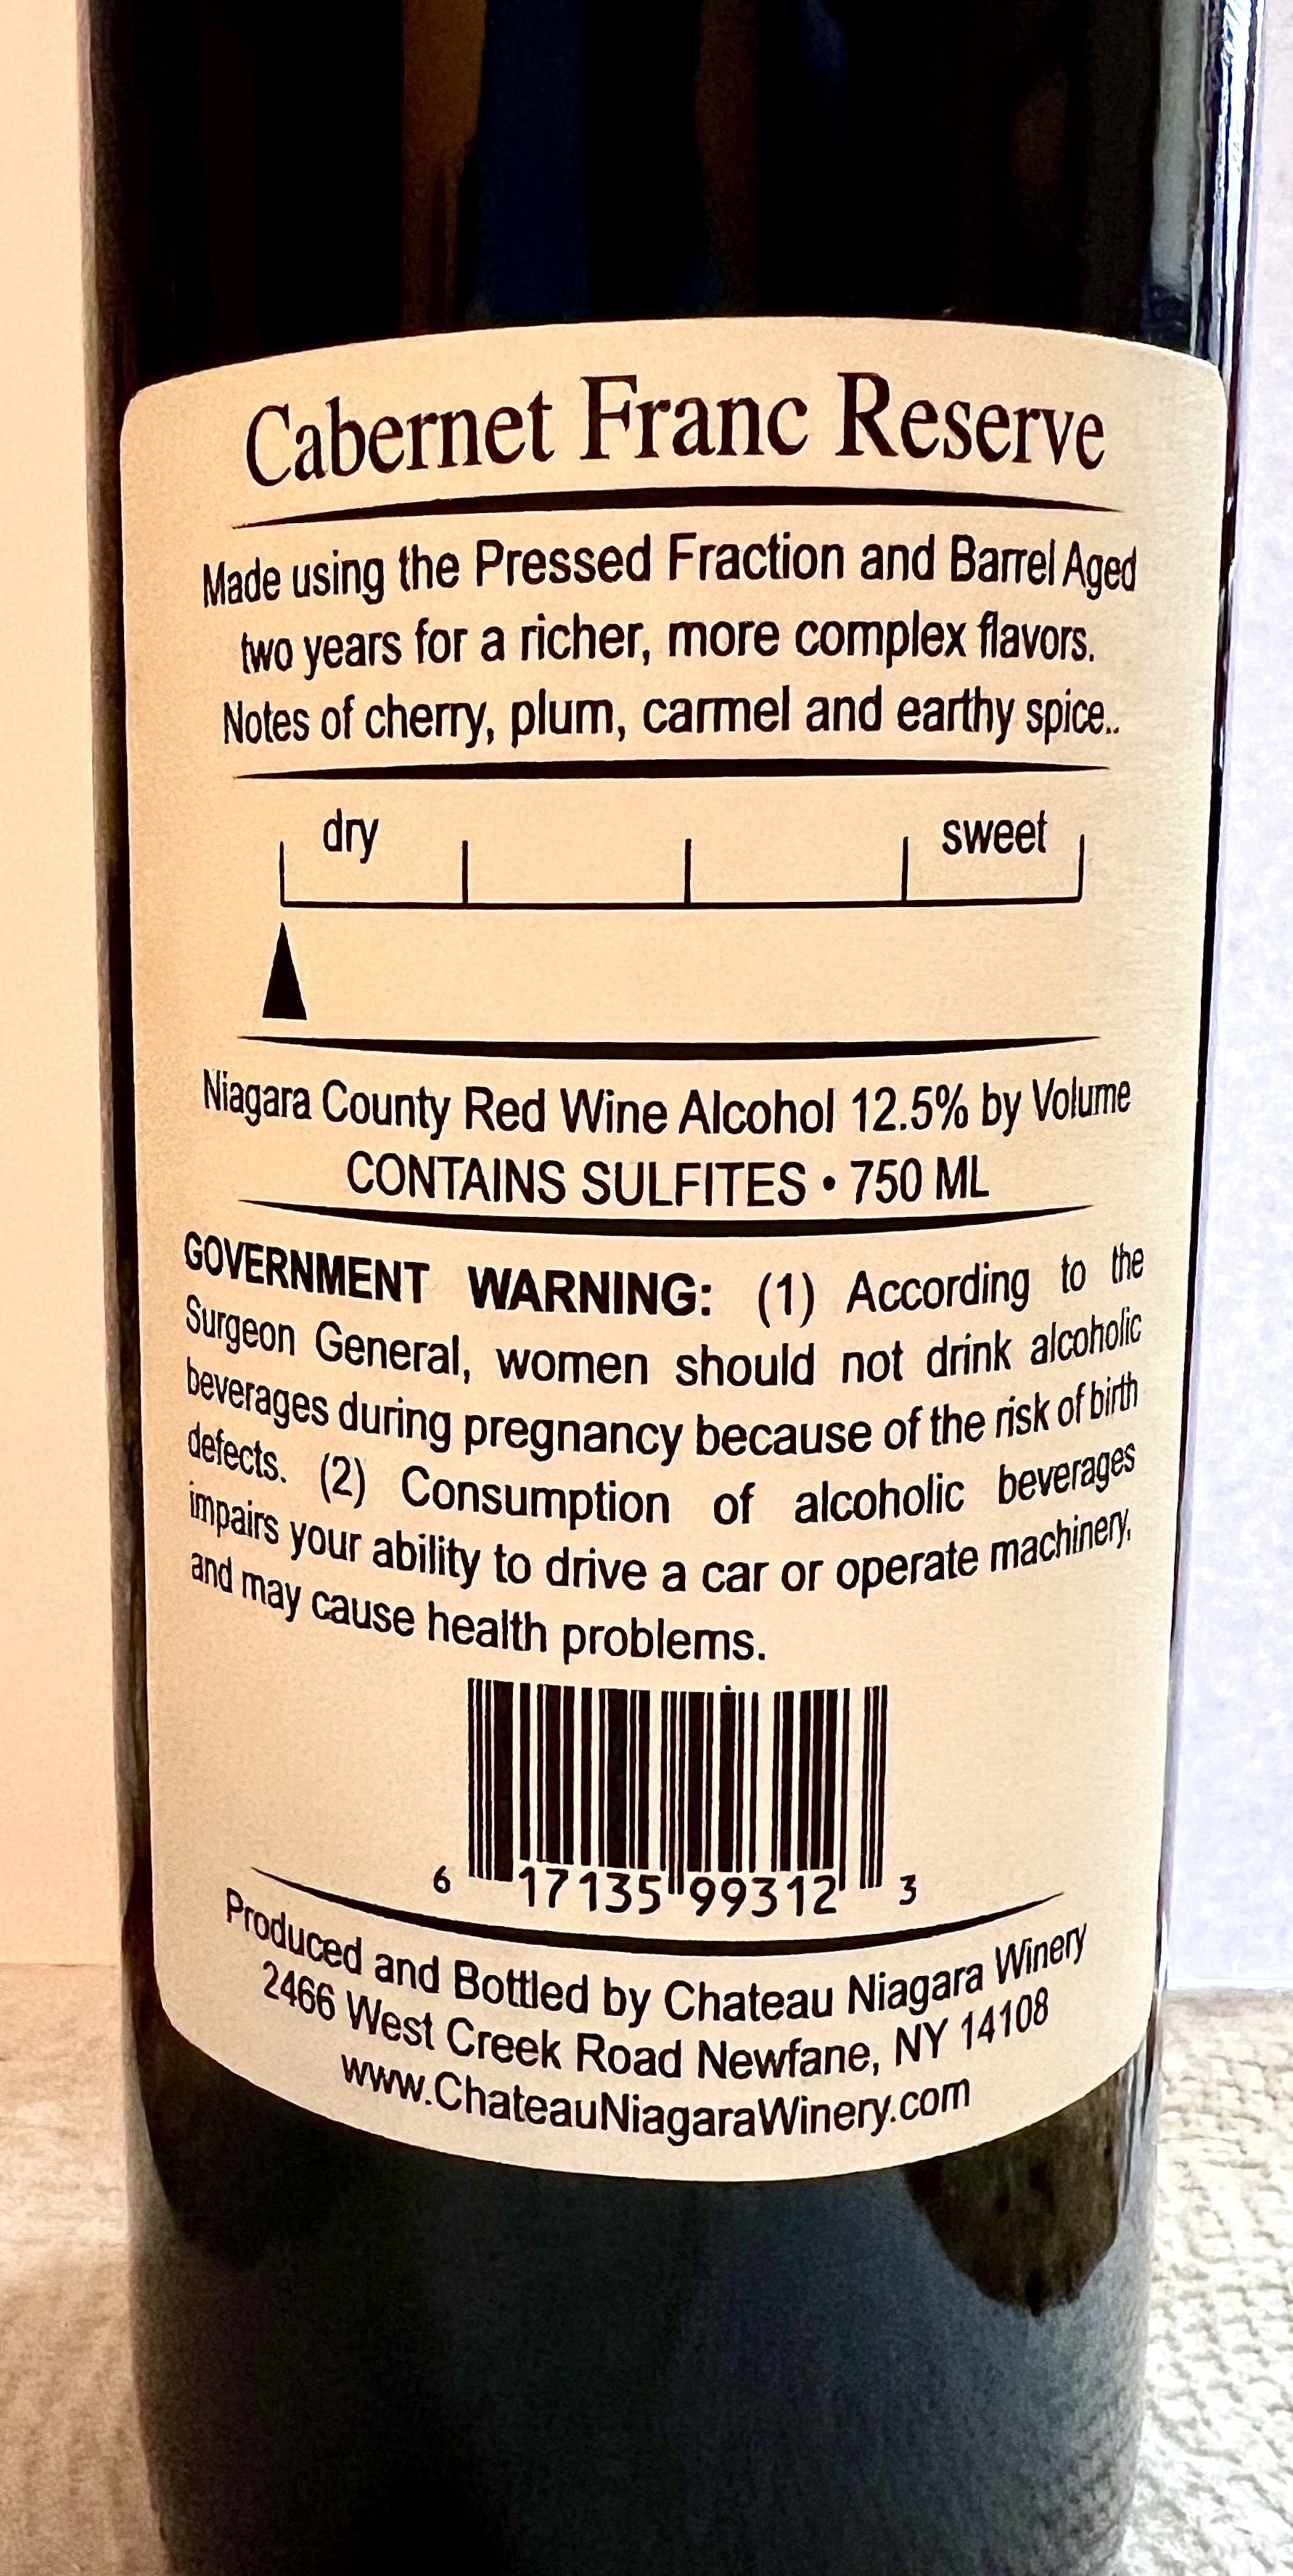 Cabernet Franc Reserve
Made using the Pressed Fraction and Barrel Aged
two years for a richer, more complex flavors.
Notes of cherry, plum, carmel and earthy spice..
dry sweet
Niagara County Red Wine Alcohol 12.5% by Volume
CONTAINS SULFITES • 750 ML
GOVERNMENT WARNING: (1) According to the
Surgeon General, women should not drink alcoholic
beverages during pregnancy because of the risk of birth
defects. (2) Consumption of alcoholic beverages
impairs your ability to drive a car or operate machinery,
and may cause health problems.
6 17135 99312 3
Produced and Bottled by Chateau Niagara Winery
2466 West Creek Road Newfane, NY 14108
www.ChateauNiagaraWinery.com